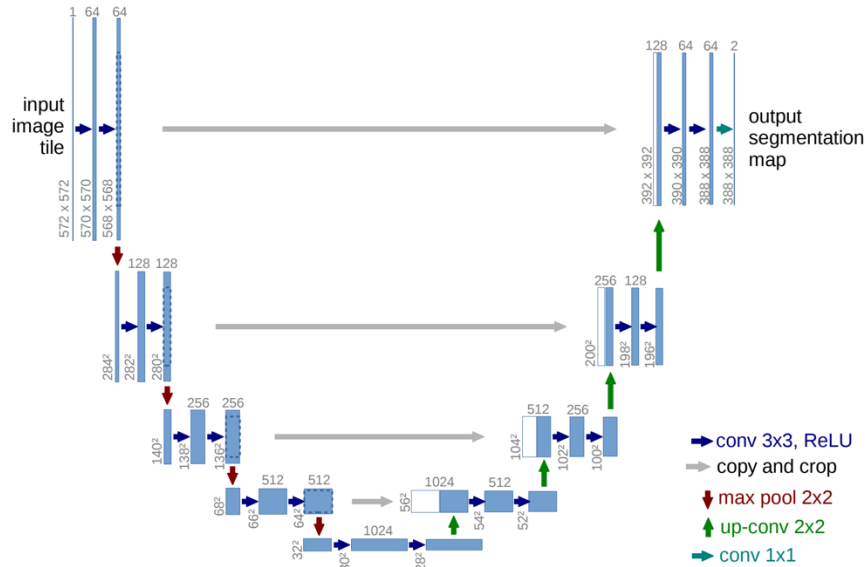 1 64 64
128 64 64 2
input
image
tile
output
segmentation
map
572 x 572
570 x 570
568 x 568
392 x 392
390 x 390
388 x 388
388 x 388
128 128
256 128
284²
282²
280²
200²
198²
196²
256 256
512 256
140²
138²
136²
104²
102²
100²
512 512
1024 512
68²
66²
64²
56²
54²
52²
1024
32²
conv 3x3, ReLU
copy and crop
max pool 2x2
up-conv 2x2
conv 1x1